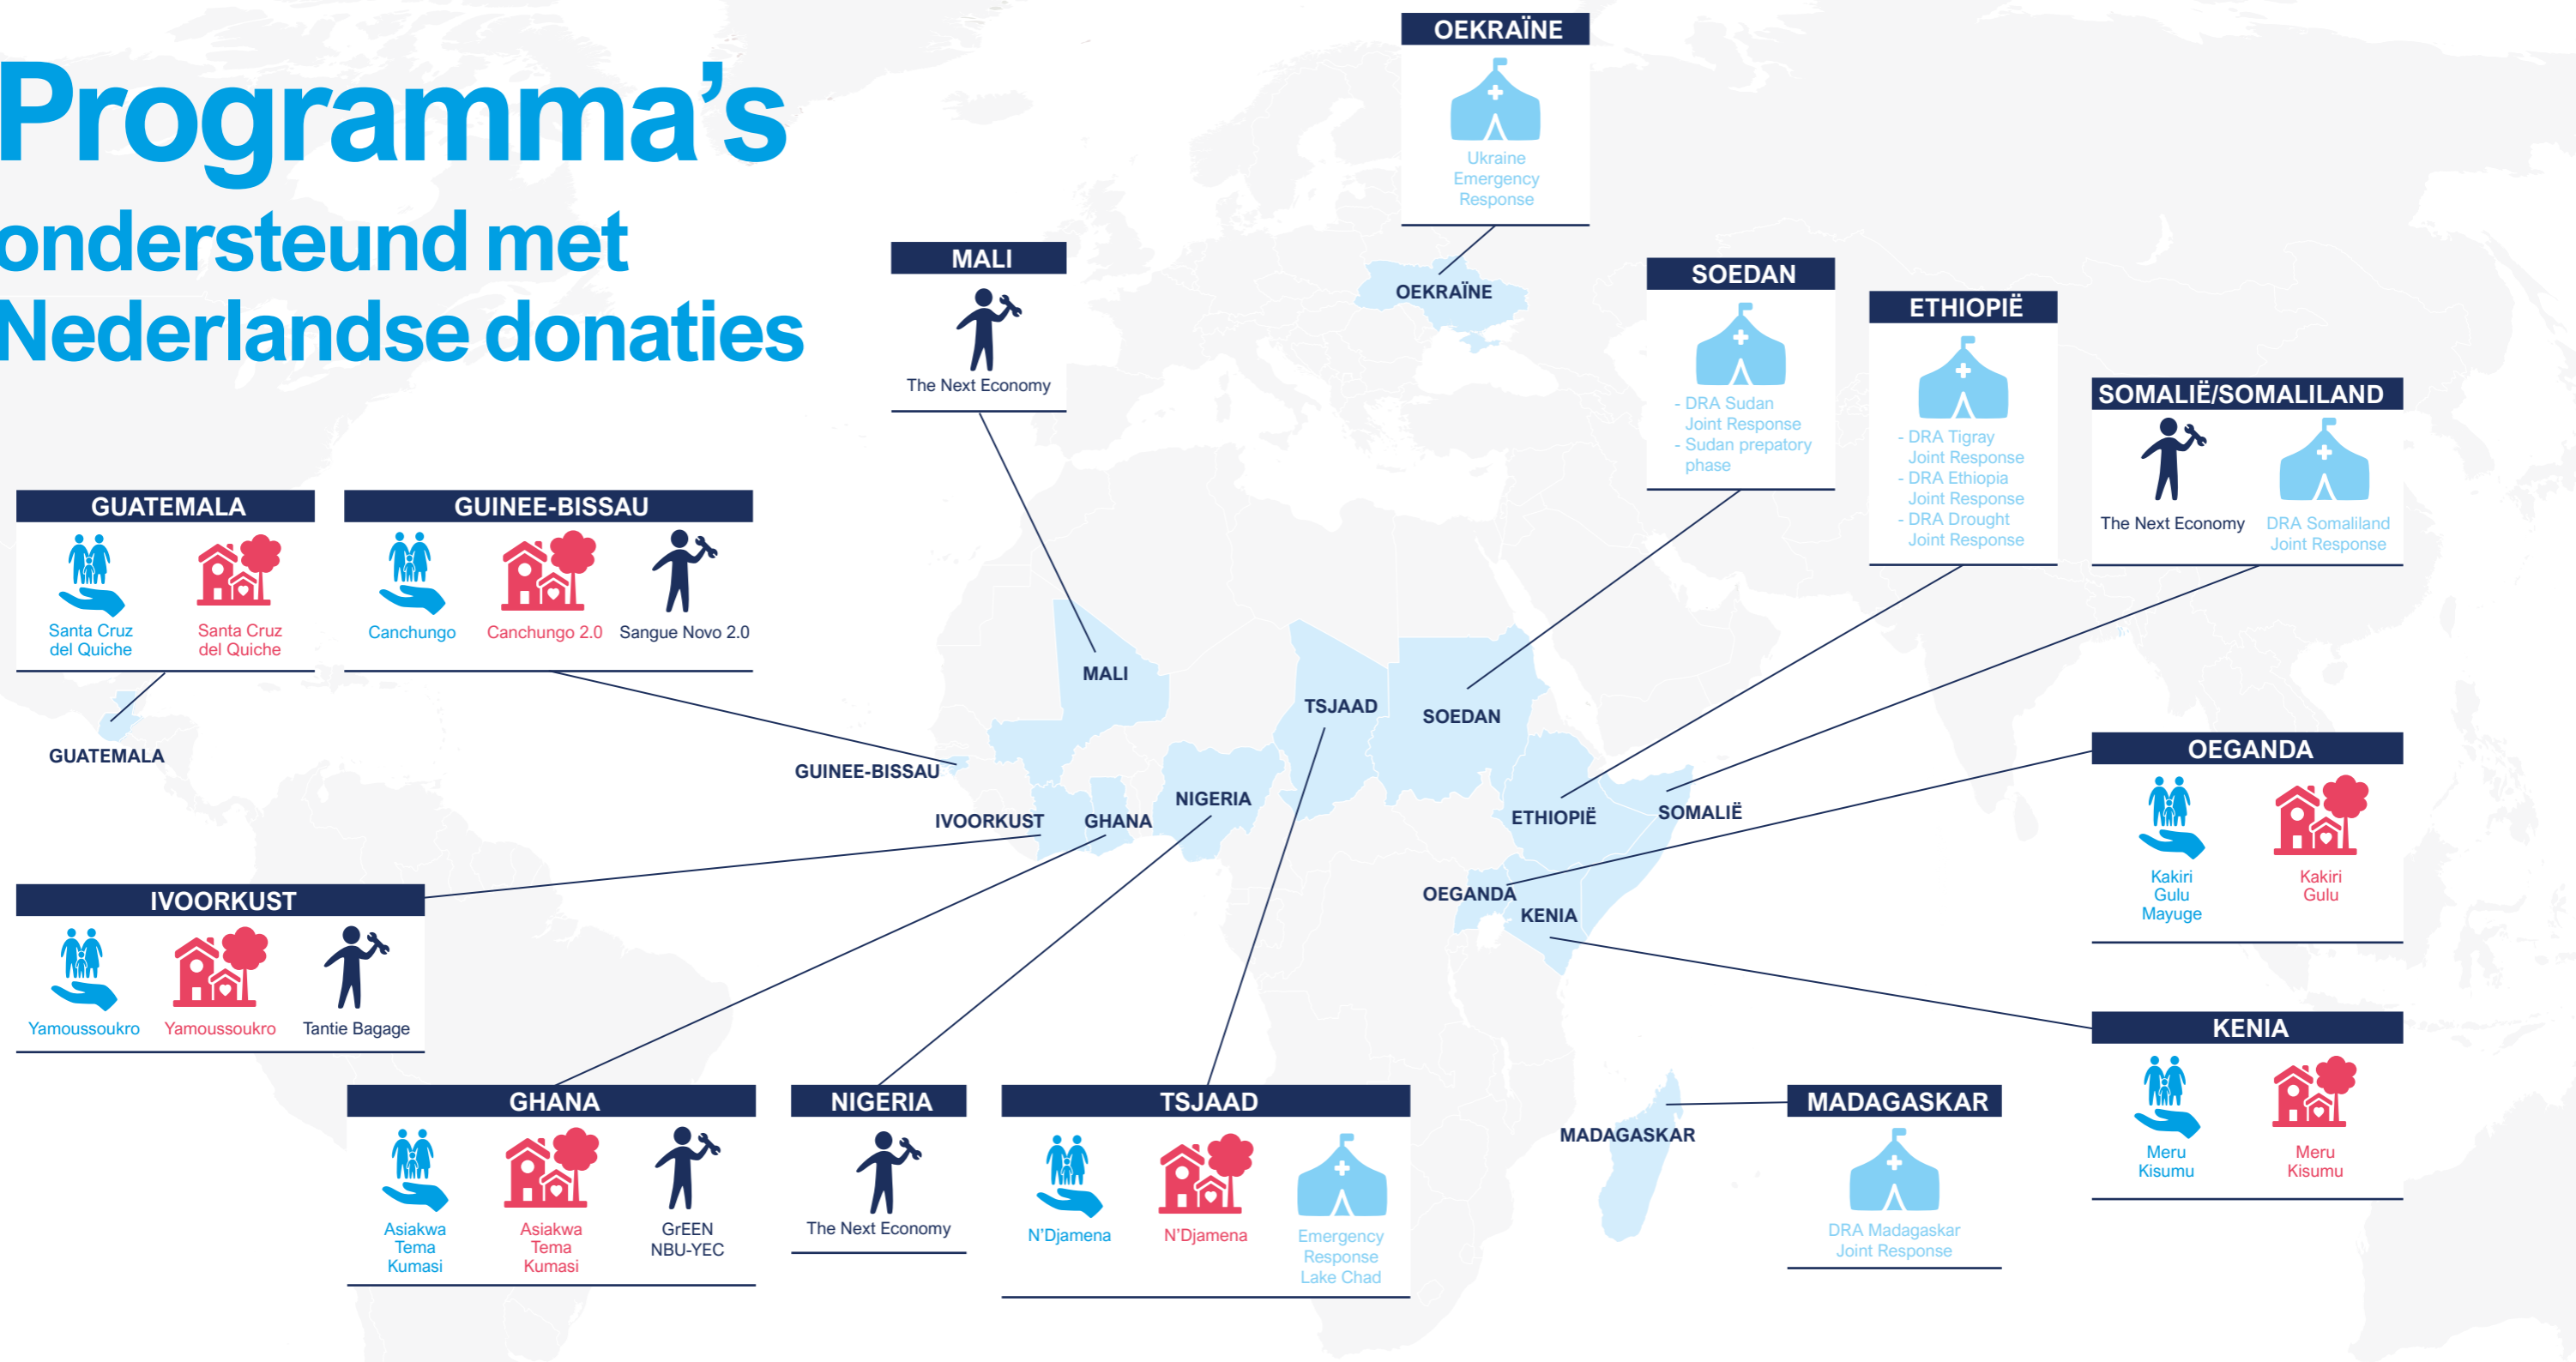 Programma's
ondersteund met
Nederlandse donaties
OEKRAÏNE
Ukraine
Emergency
Response
OEKRAÏNE
MALI
The Next Economy
SOEDAN
- DRA Sudan
Joint Response
- Sudan prepatory
phase
ETHIOPIË
- DRA Tigray
Joint Response
- DRA Ethiopia
Joint Response
- DRA Drought
Joint Response
SOMALIË/SOMALILAND
The Next Economy
DRA Somaliland
Joint Response
GUATEMALA
Santa Cruz
del Quiche
Santa Cruz
del Quiche
GUINEE-BISSAU
Canchungo
Canchungo 2.0
Sangue Novo 2.0
GUATEMALA
GUINEE-BISSAU
MALI
TSJAAD
SOEDAN
NIGERIA
IVOORKUST
GHANA
ETHIOPIË
SOMALIË
OEGANDA
KENIA
MADAGASKAR
OEGANDA
Kakiri
Gulu
Mayuge
Kakiri
Gulu
IVOORKUST
Yamoussoukro
Yamoussoukro
Tantie Bagage
KENIA
Meru
Kisumu
Meru
Kisumu
GHANA
Asiakwa
Tema
Kumasi
Asiakwa
Tema
Kumasi
GrEEN
NBU-YEC
NIGERIA
The Next Economy
TSJAAD
N'Djamena
N'Djamena
Emergency
Response
Lake Chad
MADAGASKAR
DRA Madagaskar
Joint Response